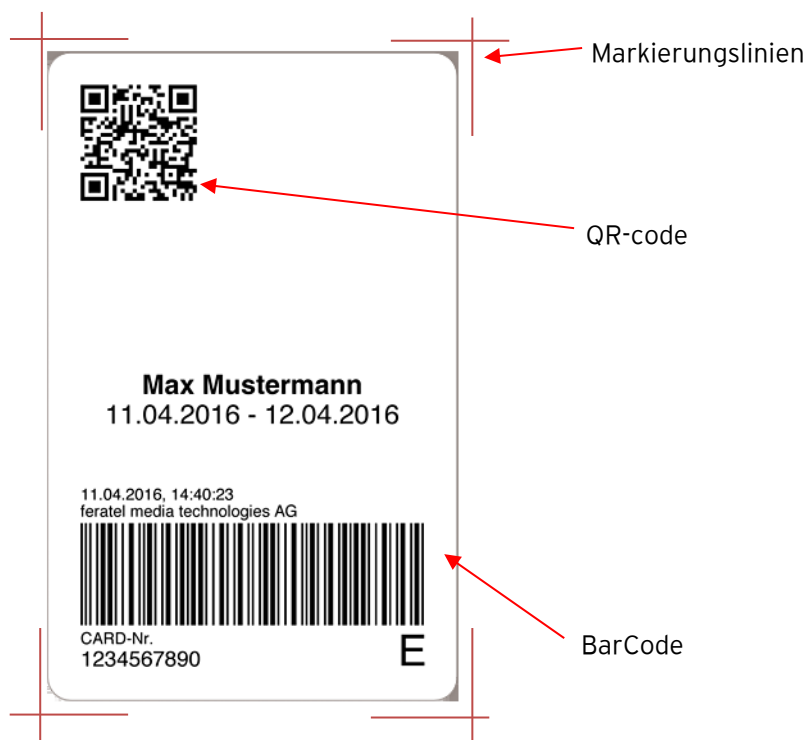 Markierungslinien
QR-code
Max Mustermann
11.04.2016 - 12.04.2016
11.04.2016, 14:40:23
feratel media technologies AG
BarCode
CARD-Nr.
1234567890
E